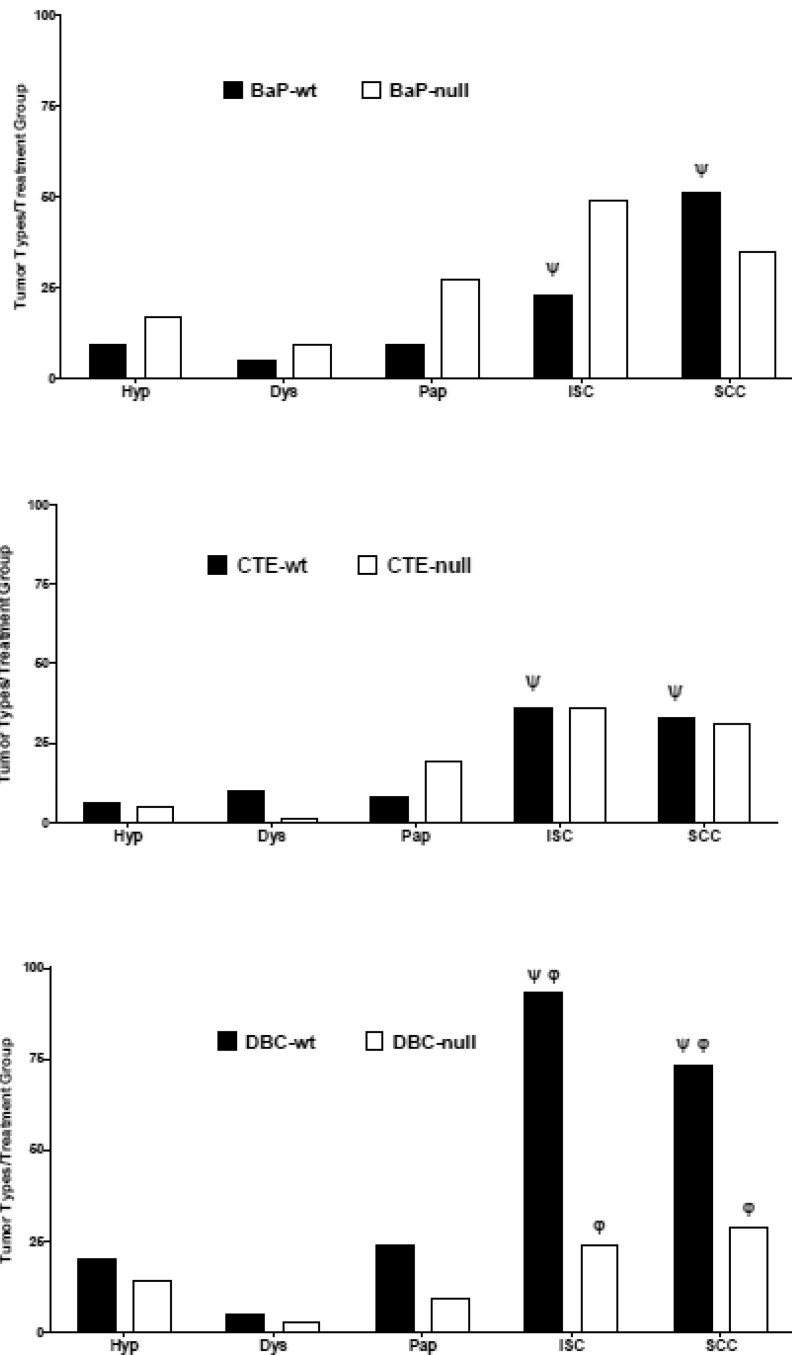 100
BaP-wt BaP-null
75
Tumor Types/Treatment Group
ψ
50
ψ
25
0
Hyp Dys Pap ISC SCC
100
CTE-wt CTE-null
75
Tumor Types/Treatment Group
50
ψ ψ
25
0
Hyp Dys Pap ISC SCC
100
ψ φ
DBC-wt DBC-null
ψ φ
75
Tumor Types/Treatment Group
50
25
φ φ
0
Hyp Dys Pap ISC SCC